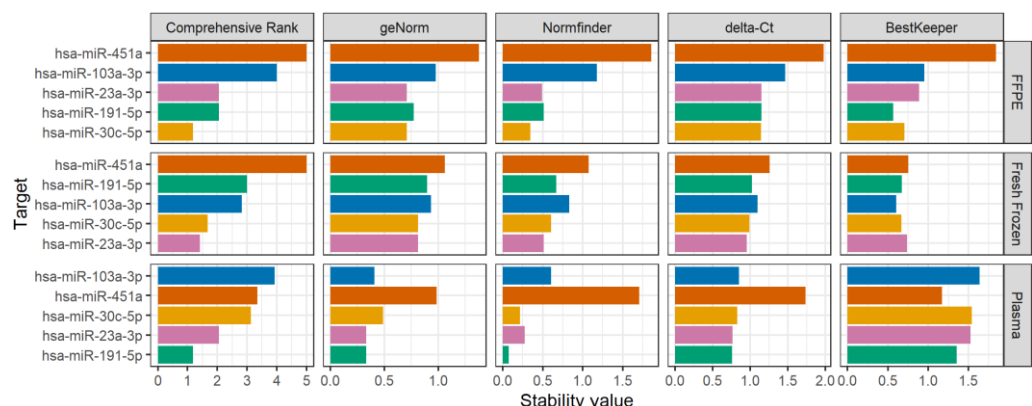 Comprehensive Rank geNorm Normfinder delta-Ct BestKeeper
hsa-miR-451a
hsa-miR-103a-3p
hsa-miR-23a-3p
hsa-miR-191-5p
hsa-miR-30c-5p
FFPE
hsa-miR-451a
hsa-miR-191-5p
hsa-miR-103a-3p
hsa-miR-30c-5p
hsa-miR-23a-3p
Fresh Frozen
Target
hsa-miR-103a-3p
hsa-miR-451a
hsa-miR-30c-5p
hsa-miR-23a-3p
hsa-miR-191-5p
Plasma
0 1 2 3 4 5 0.0 0.5 1.0 0.0 0.5 1.0 1.5 0.0 0.5 1.0 1.5 2.0 0.0 0.5 1.0 1.5
Stability value